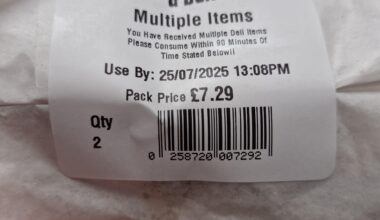 Multiple Items
You Have Received Multiple Deli Items
Please Consume Within 90 Minutes Of
Time Stated Below!!
Use By: 25/07/2025 13:08PM
Pack Price £7.29
Qty
2
0 258720 007292